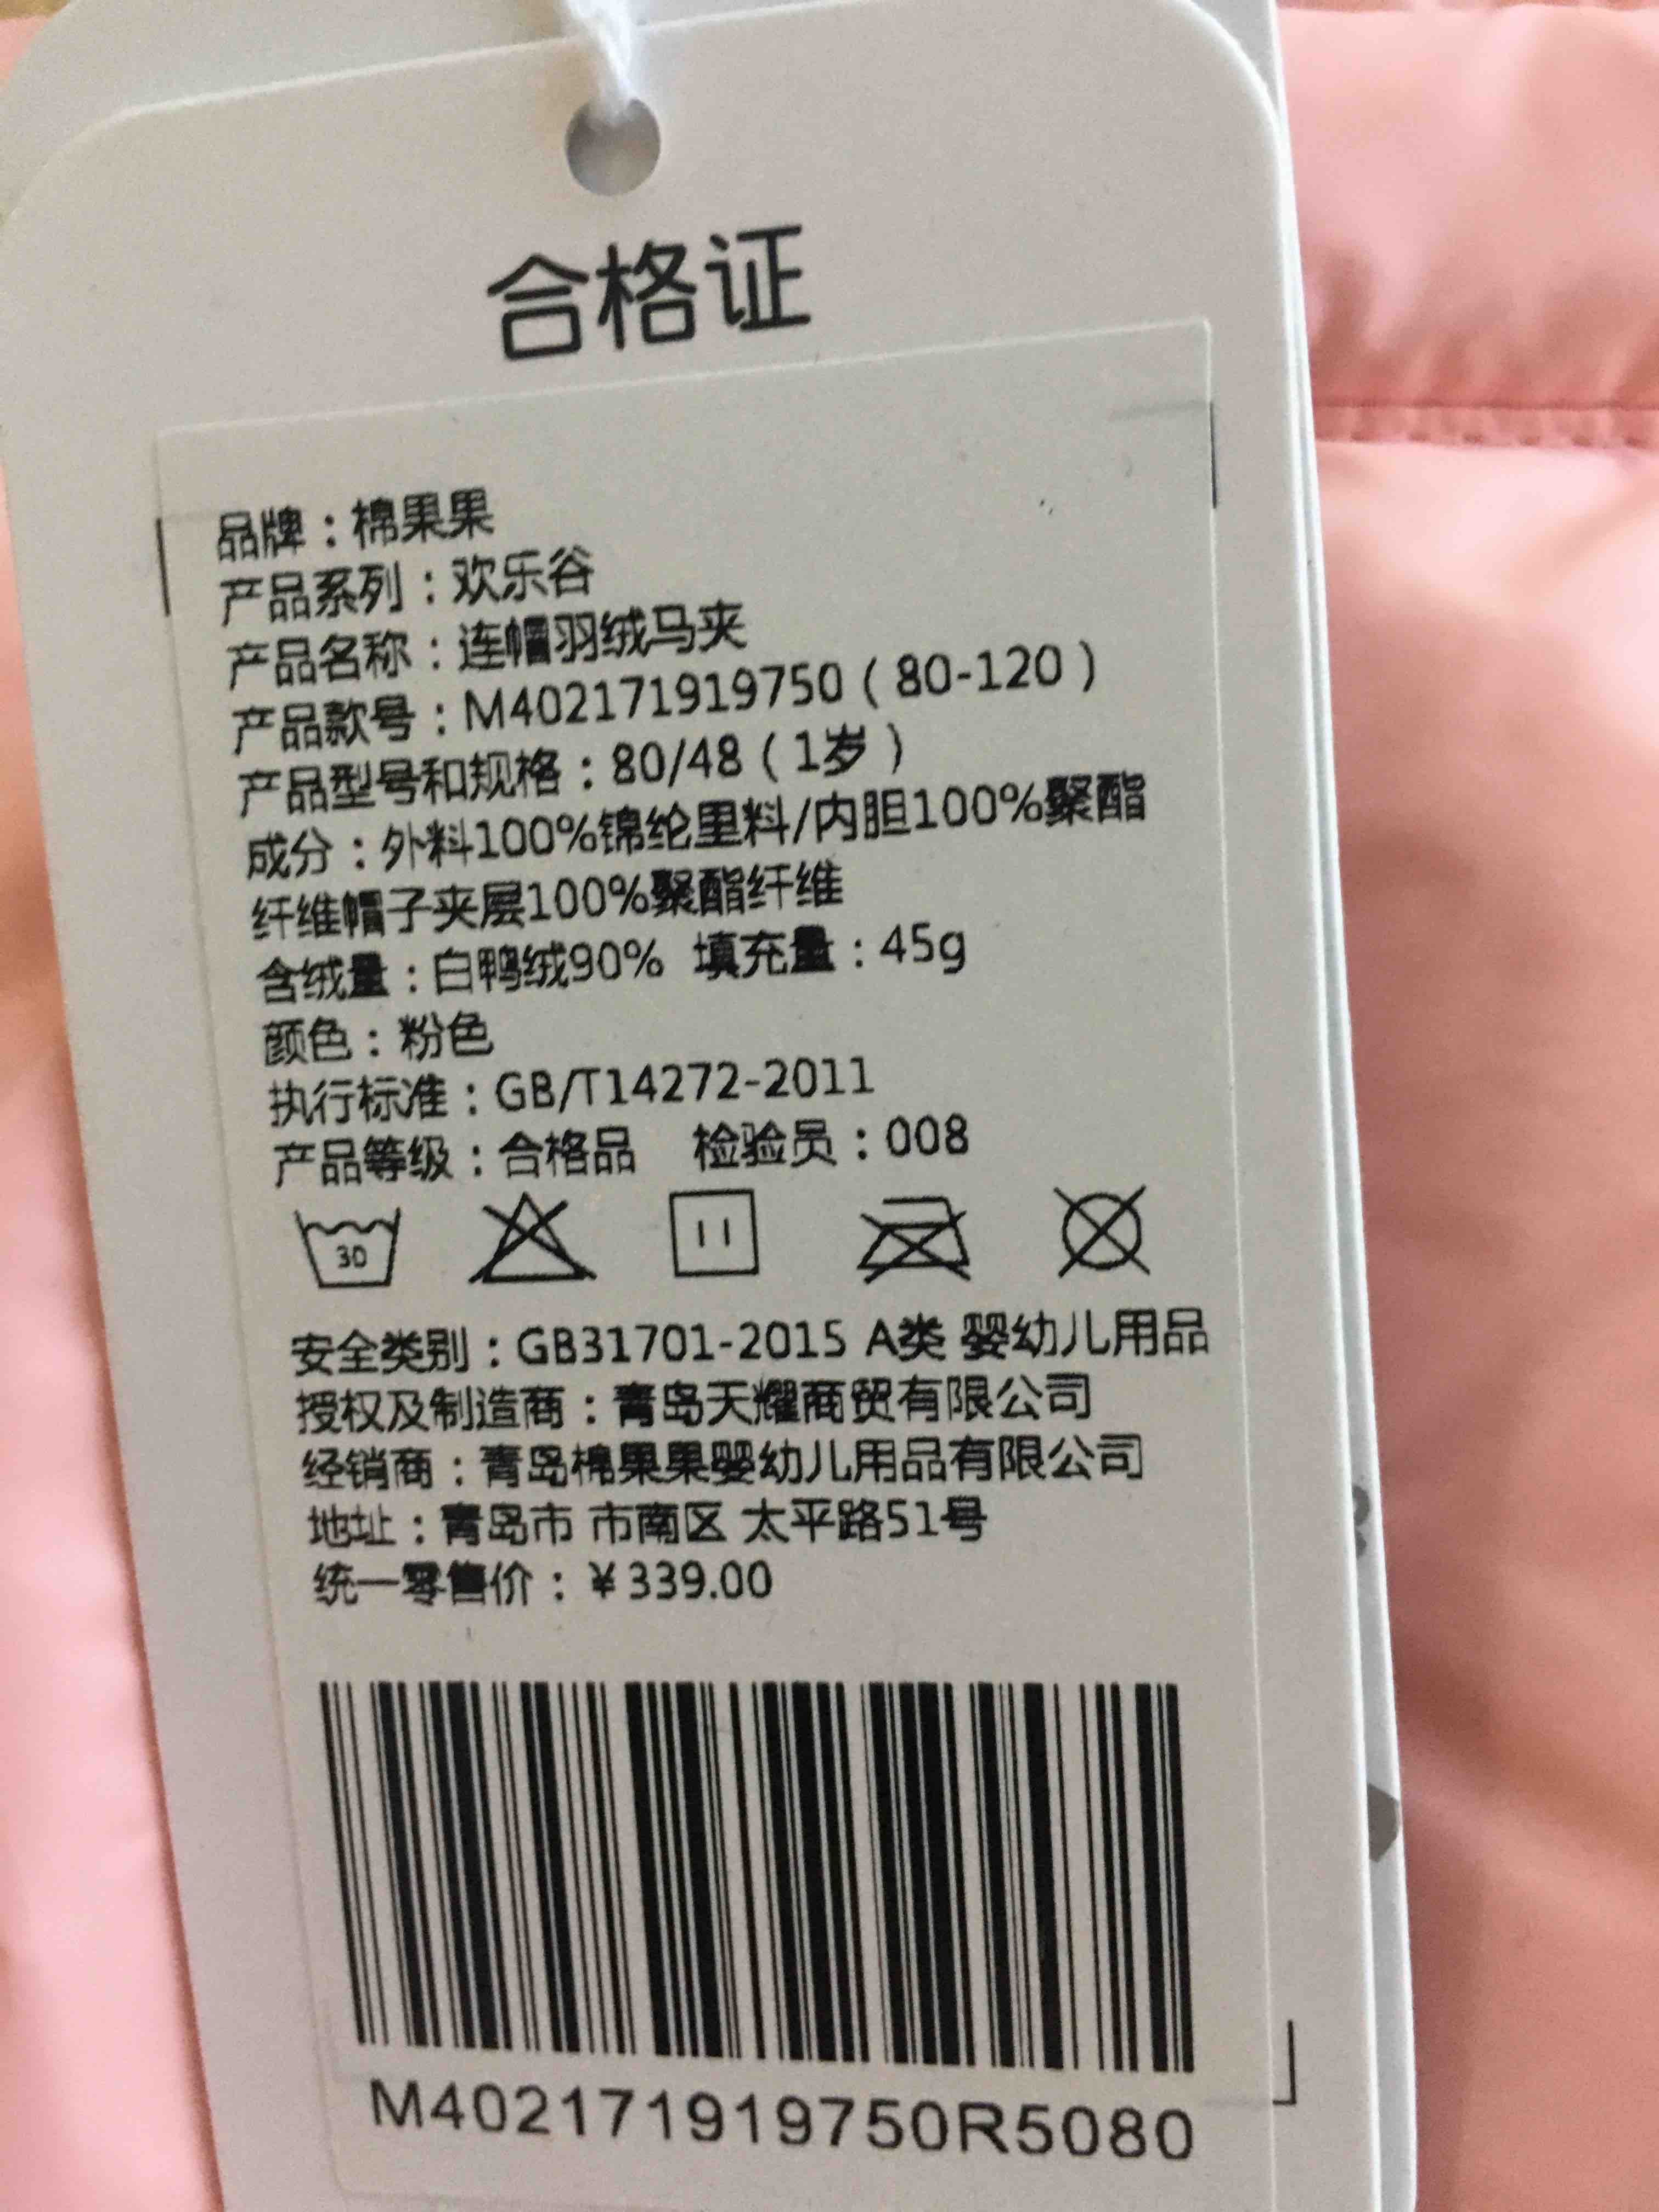 合格证
品牌：棉果果
产品系列：欢乐谷
产品名称：连帽羽绒马夹
产品款号：M402171919750（80-120）
产品型号和规格：80/48（1岁）
成分：外料100%锦纶里料/内胆100%聚酯
纤维帽子夹层100%聚酯纤维
含绒量：白鸭绒90% 填充量：45g
颜色：粉色
执行标准：GB/T14272-2011
产品等级：合格品 检验员：008
30
安全类别：GB31701-2015 A类 婴幼儿用品
授权及制造商：青岛天耀商贸有限公司
经销商：青岛棉果果婴幼儿用品有限公司
地址：青岛市 市南区 太平路51号
统一零售价：￥339.00
M402171919750R5080